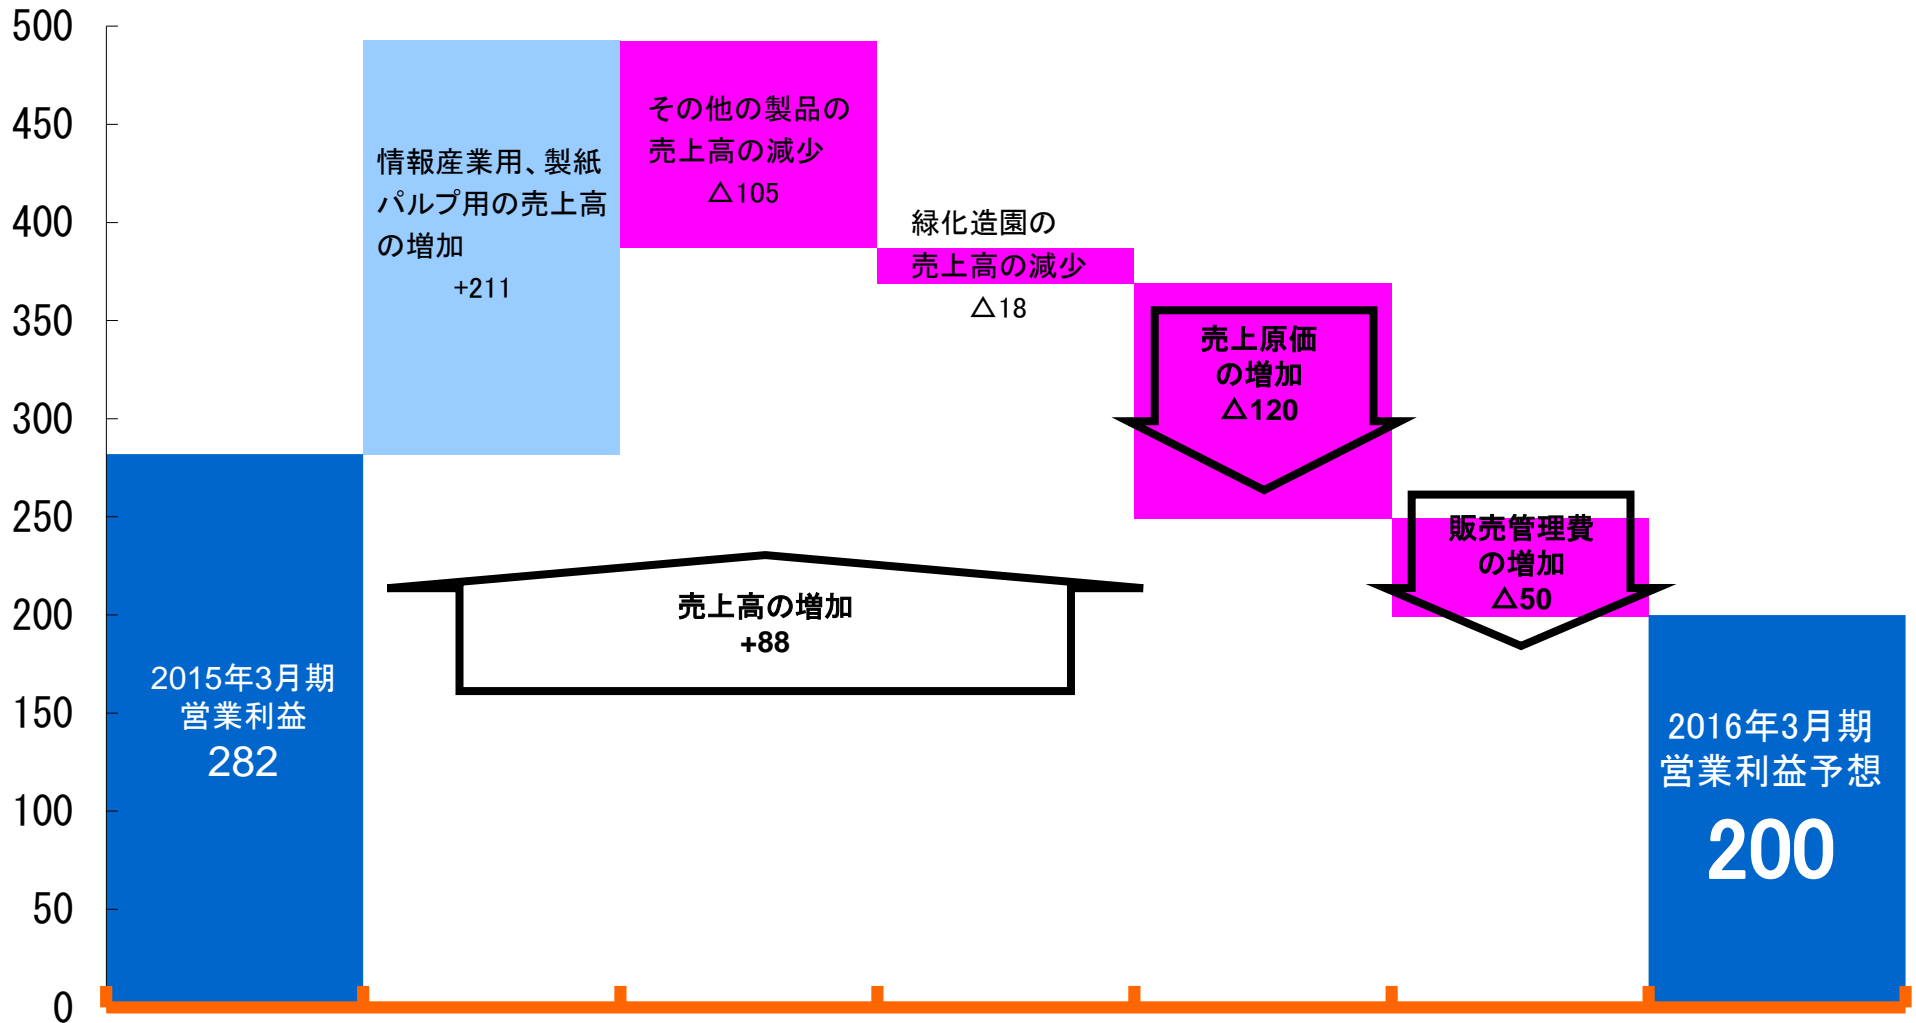 500
450
400
350
300
250
200
150
100
50
0
2015年3月期
営業利益
282
情報産業用、製紙
パルプ用の売上高
の増加
+211
その他の製品の
売上高の減少
△105
緑化造園の
売上高の減少
△18
売上高の増加
+88
売上原価
の増加
△120
販売管理費
の増加
△50
2016年3月期
営業利益予想
200